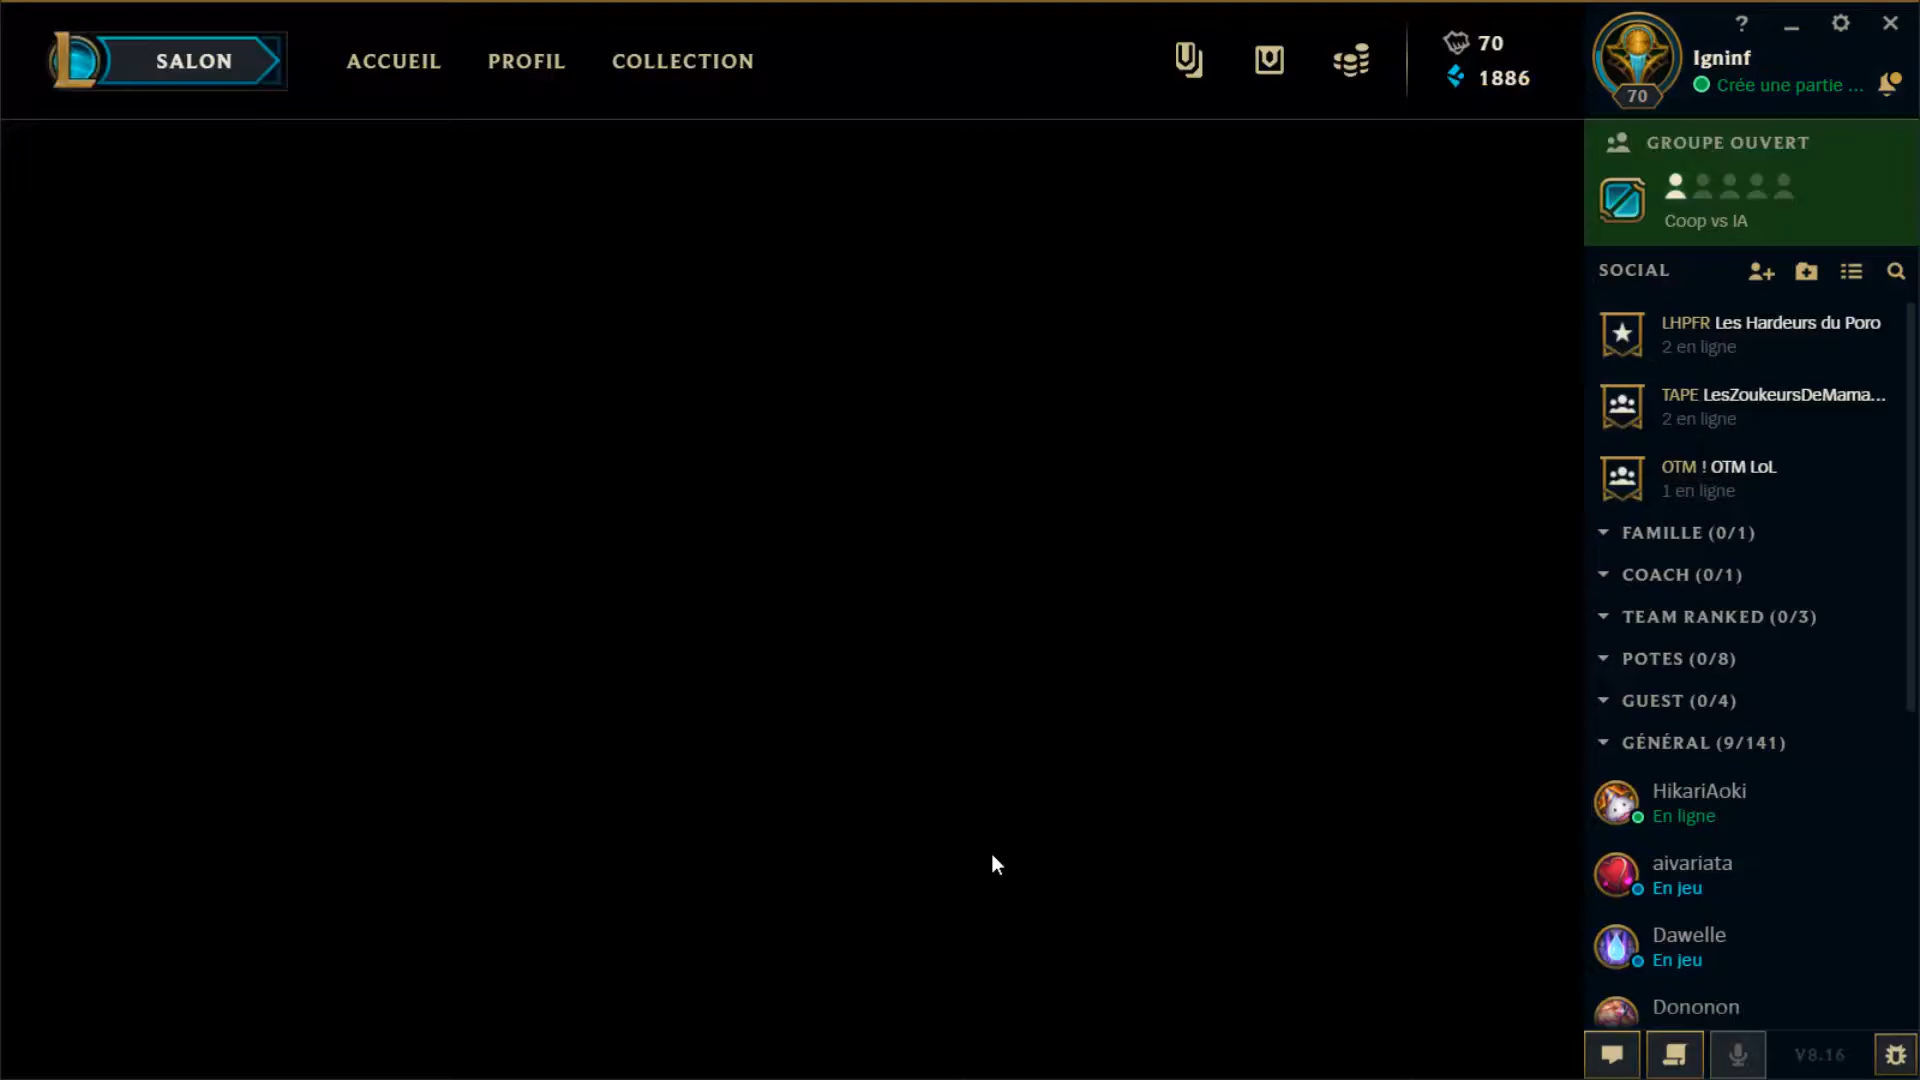 SALON
ACCUEIL
PROFIL
COLLECTION
70
1886
?
70
Igninf
Crée une partie ...
GROUPE OUVERT
Coop vs IA
SOCIAL
LHPFR Les Hardeurs du Poro
2 en ligne
TAPE LesZoukeursDeMama...
2 en ligne
OTM ! OTM LoL
1 en ligne
FAMILLE (0/1)
COACH (0/1)
TEAM RANKED (0/3)
POTES (0/8)
GUEST (0/4)
GÉNÉRAL (9/141)
HikariAoki
En ligne
aivariata
En jeu
Dawelle
En jeu
Dononon
V8.16